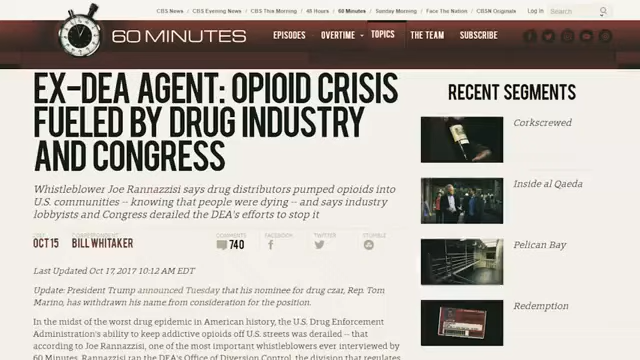 CBS News / CBS Evening News / CBS This Morning / 48 Hours / 60 Minutes / Sunday Morning / Face The Nation / CBSN Originals Log In Search
60 MINUTES EPISODES OVERTIME TOPICS THE TEAM SUBSCRIBE
EX-DEA AGENT: OPIOID CRISIS
FUELED BY DRUG INDUSTRY
AND CONGRESS
Whistleblower Joe Rannazzisi says drug distributors pumped opioids into
U.S. communities -- knowing that people were dying -- and says industry
lobbyists and Congress derailed the DEA's efforts to stop it
CORRESPONDENT COMMENTS FACEBOOK TWITTER STUMBLE
OCT 15 BILL WHITAKER 740
Last Updated Oct 17, 2017 10:12 AM EDT
Update: President Trump announced Tuesday that his nominee for drug czar, Rep. Tom
Marino, has withdrawn his name from consideration for the position.
In the midst of the worst drug epidemic in American history, the U.S. Drug Enforcement
Administration's ability to keep addictive opioids off U.S. streets was derailed -- that
according to Joe Rannazzisi, one of the most important whistleblowers ever interviewed by
60 Minutes. Rannazzisi ran the DEA's Office of Diversion Control, the division that regulates
RECENT SEGMENTS
Corkscrewed
Inside al Qaeda
Pelican Bay
Redemption